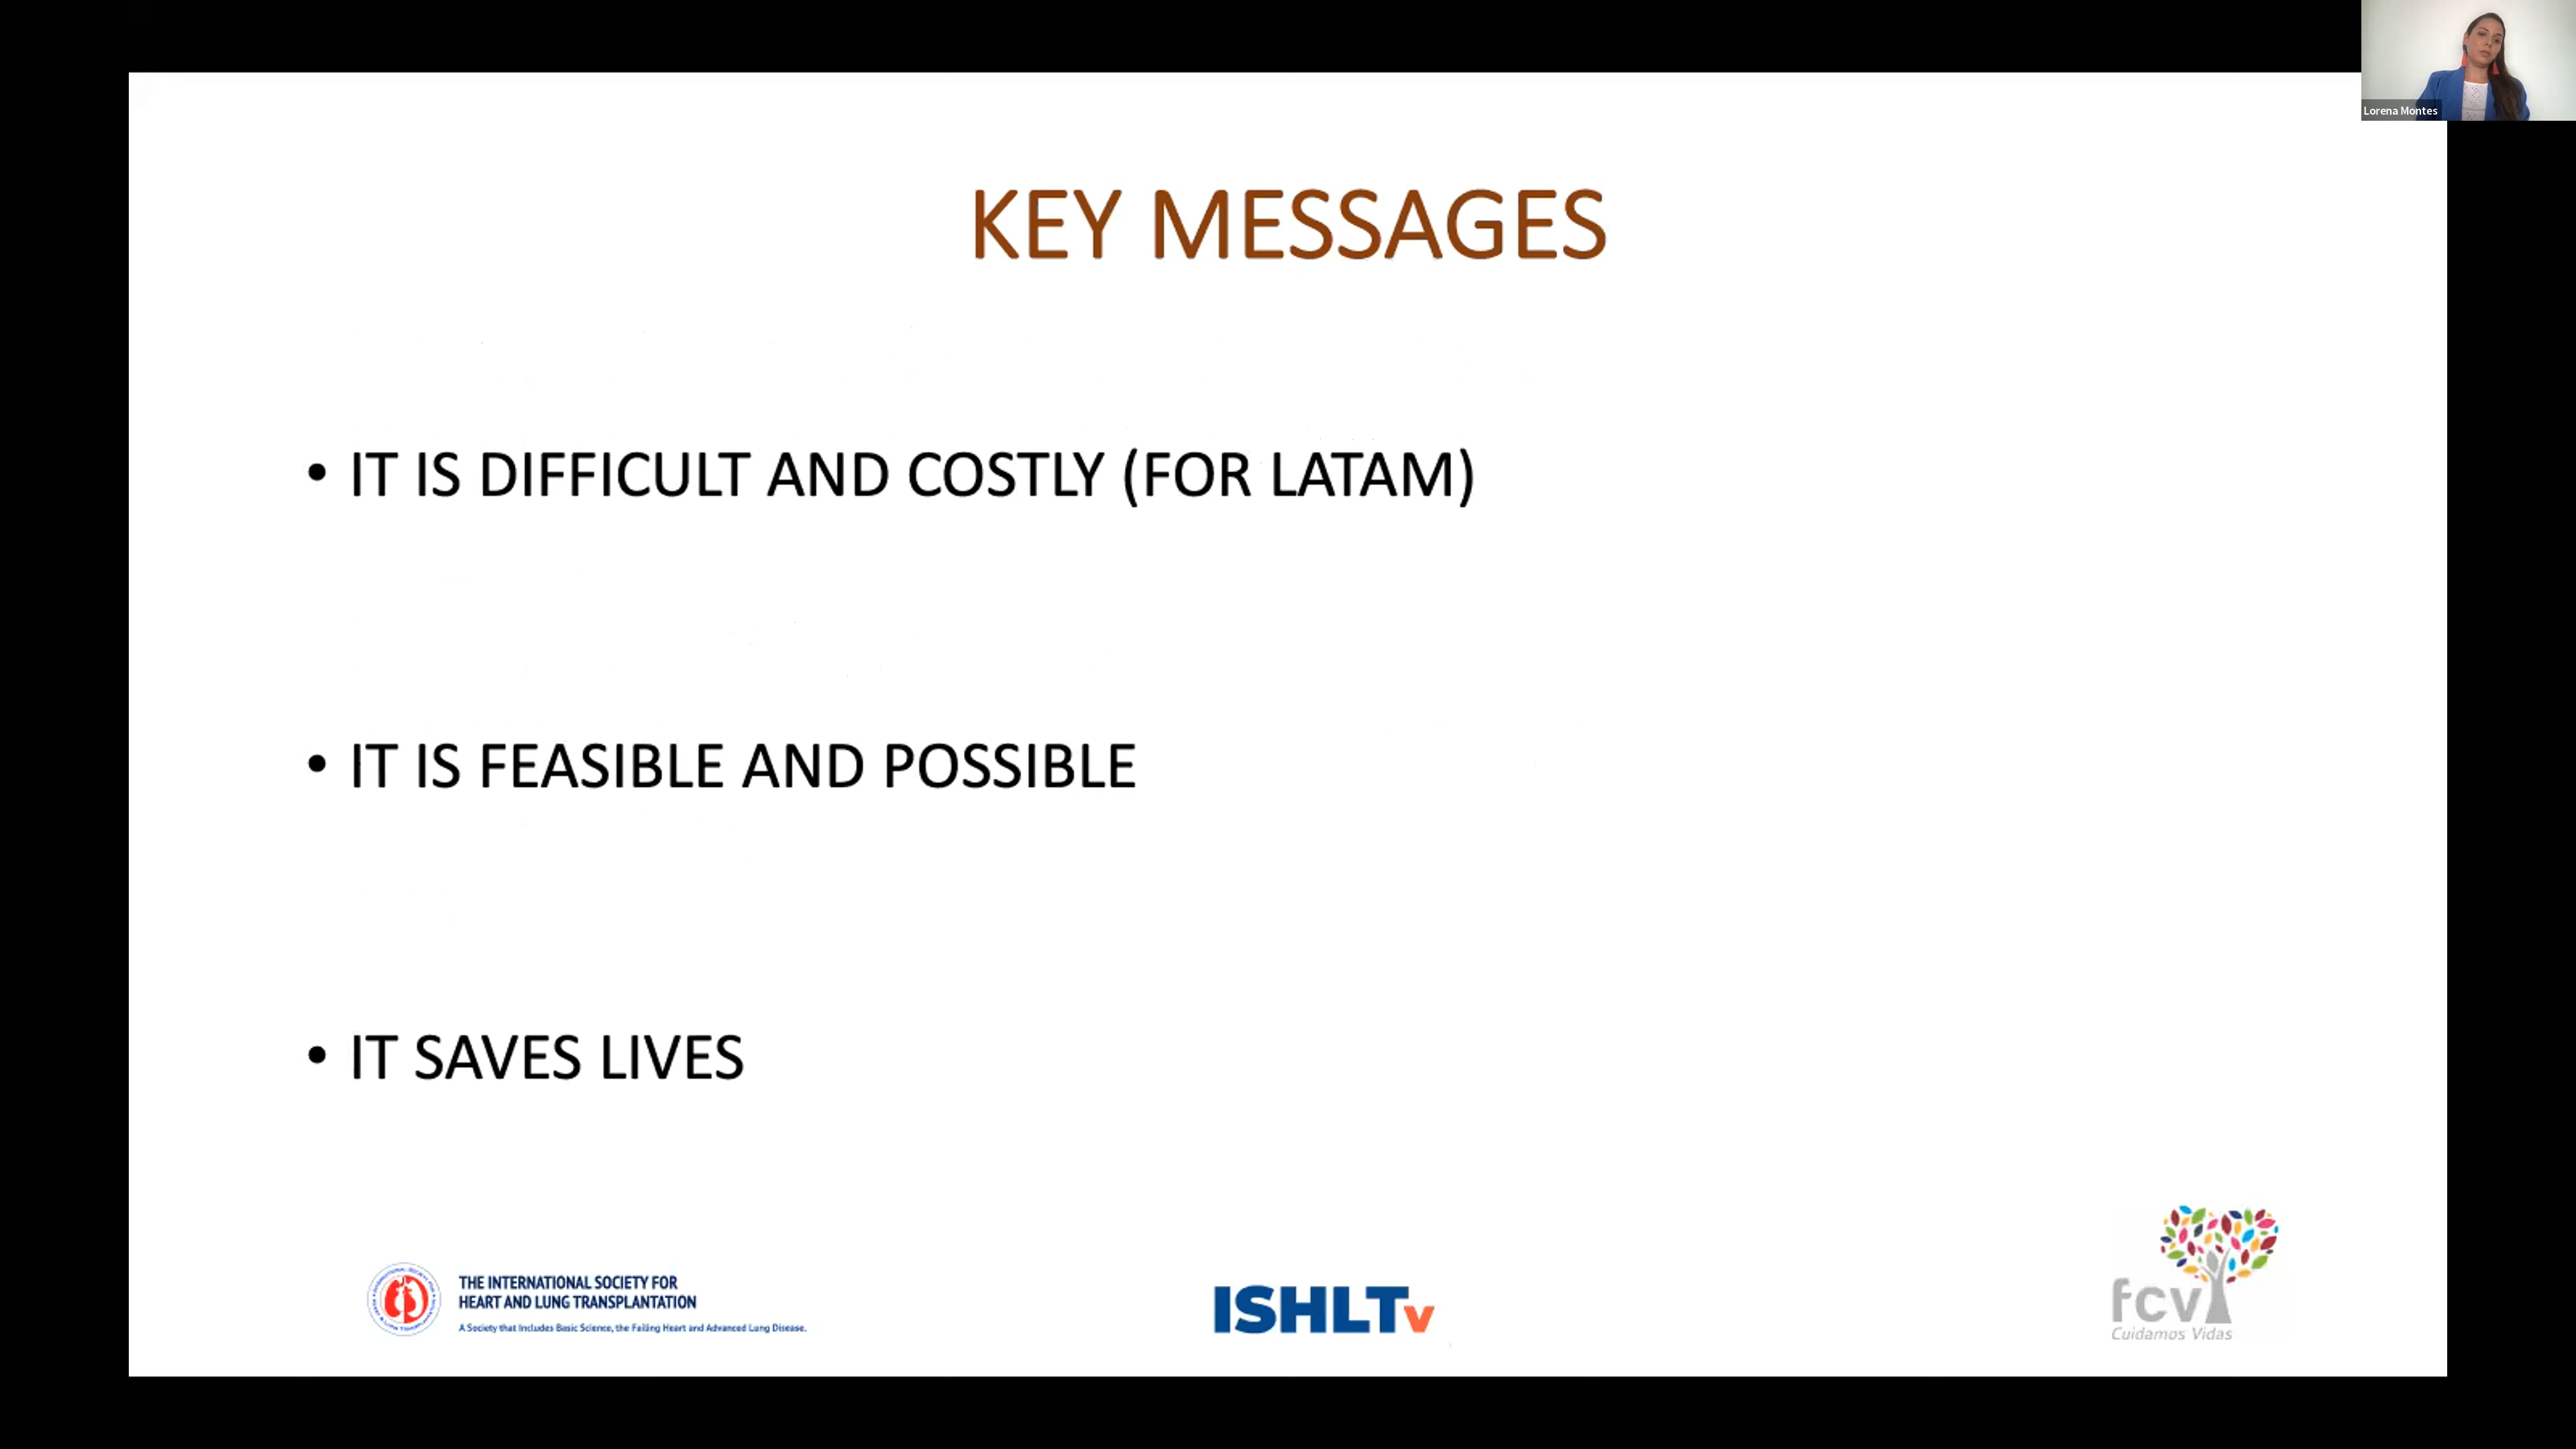 Lorena Montes
KEY MESSAGES
• IT IS DIFFICULT AND COSTLY (FOR LATAM)
• IT IS FEASIBLE AND POSSIBLE
• IT SAVES LIVES
THE INTERNATIONAL SOCIETY FOR
HEART AND LUNG TRANSPLANTATION
A Society that Includes Basic Science, the Failing Heart and Advanced Lung Disease.
ISHLTv
fcv
Cuidamos Vidas